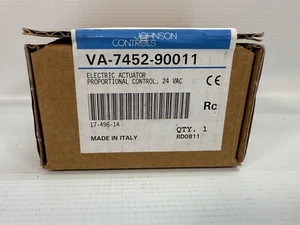 JOHNSON
CONTROLS
VA-7452-90011
ELECTRIC ACTUATOR
PROPORTIONAL CONTROL, 24 VAC
CE
Rc
17-496-14
QTY. 1
MADE IN ITALY
RD0811